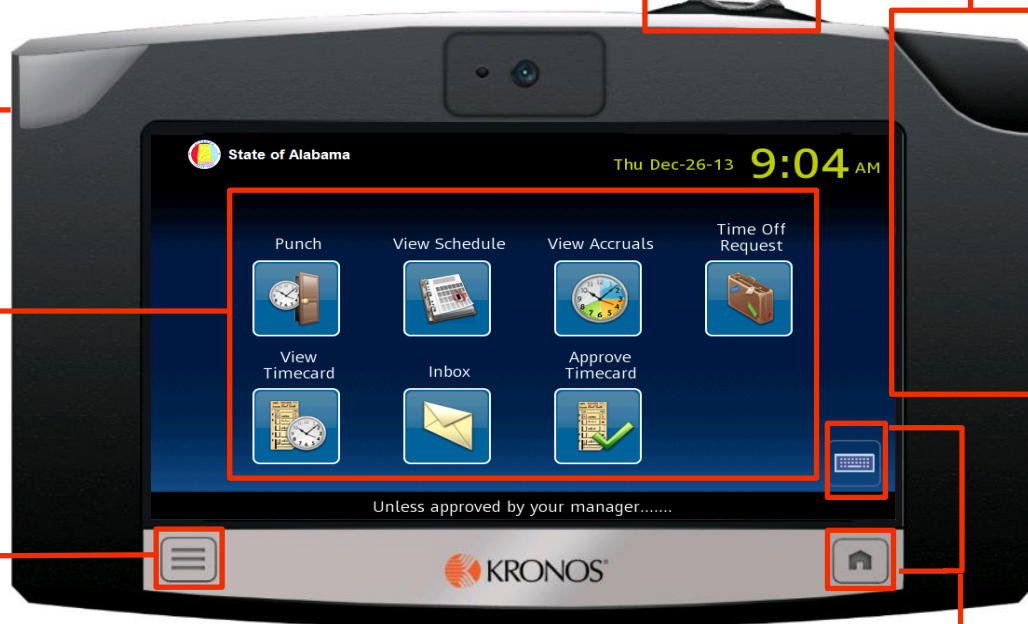 State of Alabama
Thu Dec-26-13 9:04 AM
Punch
View Schedule
View Accruals
Time Off
Request
View
Timecard
Inbox
Approve
Timecard
Unless approved by your manager.......
KRONOS